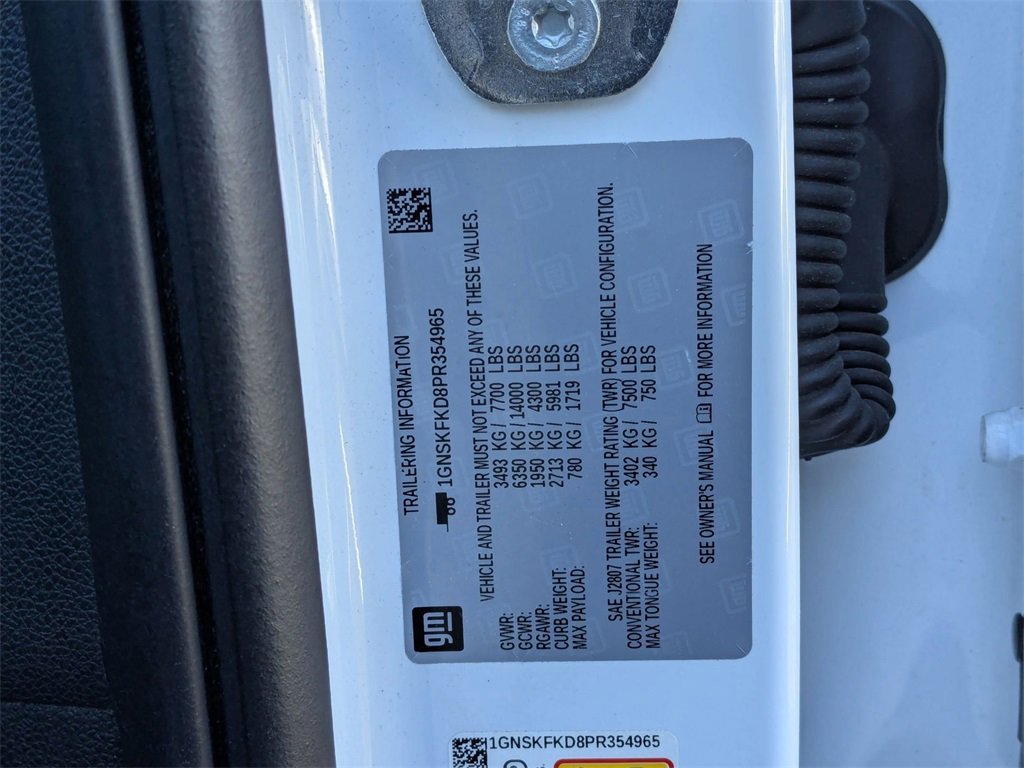 TRAILERING INFORMATION
1GNSKFKD8PR354965
gm
VEHICLE AND TRAILER MUST NOT EXCEED ANY OF THESE VALUES.
GVWR: 3493 KG / 7700 LBS
GCWR: 6350 KG / 14000 LBS
RGAWR: 1950 KG / 4300 LBS
CURB WEIGHT: 2713 KG / 5981 LBS
MAX PAYLOAD: 780 KG / 1719 LBS
SAE J2807 TRAILER WEIGHT RATING (TWR) FOR VEHICLE CONFIGURATION.
CONVENTIONAL TWR: 3402 KG / 7500 LBS
MAX TONGUE WEIGHT: 340 KG / 750 LBS
SEE OWNER'S MANUAL FOR MORE INFORMATION
1GNSKFKD8PR354965